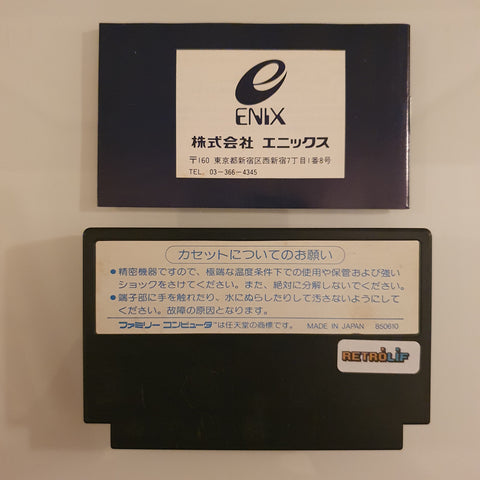 ENIX
株式会社 エニックス
〒160 東京都新宿区西新宿7丁目1番8号
TEL. 03-366-4345
カセットについてのお願い
●精密機器ですので、極端な温度条件下での使用や保管および強い
ショックをさけてください。また、絶対に分解しないでください。
●端子部に手を触れたり、水にぬらしたりして汚さないようにして
ください。故障の原因となります。
ファミリー コンピュータ™は任天堂の商標です。 MADE IN JAPAN 850610
RETROLIF